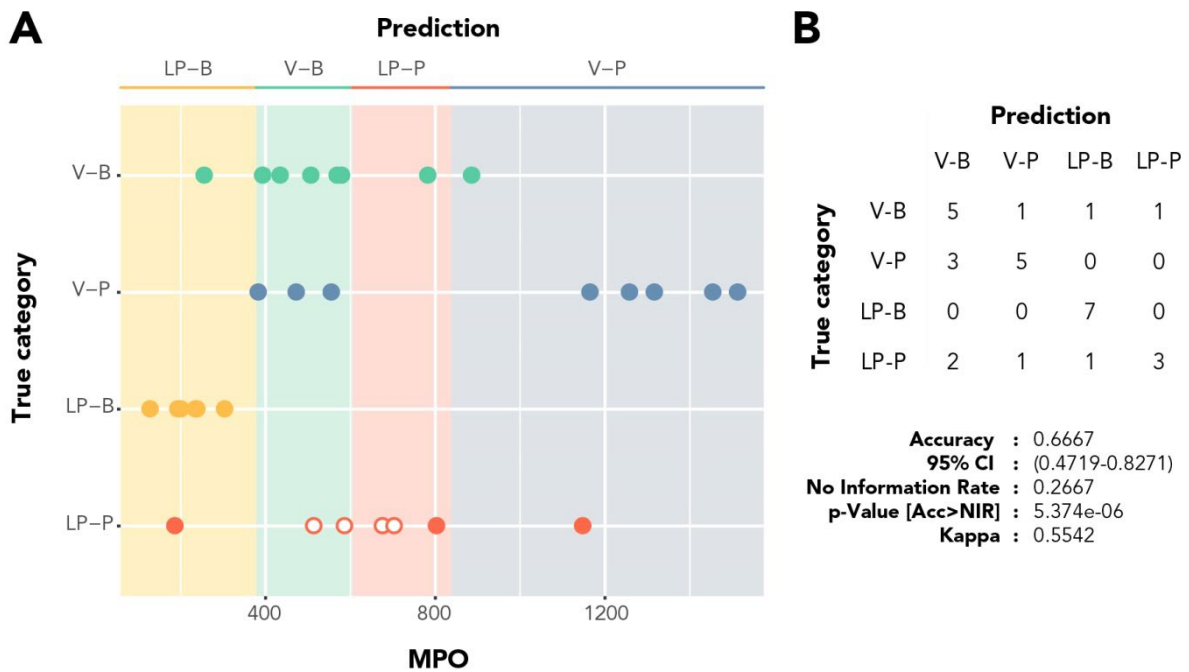 A
Prediction
LP–B V–B LP–P V–P
True category
V–B
V–P
LP–B
LP–P
400 800 1200
MPO
B
Prediction
V-B V-P LP-B LP-P
True category
V-B 5 1 1 1
V-P 3 5 0 0
LP-B 0 0 7 0
LP-P 2 1 1 3
Accuracy : 0.6667
95% CI : (0.4719-0.8271)
No Information Rate : 0.2667
p-Value [Acc>NIR] : 5.374e-06
Kappa : 0.5542